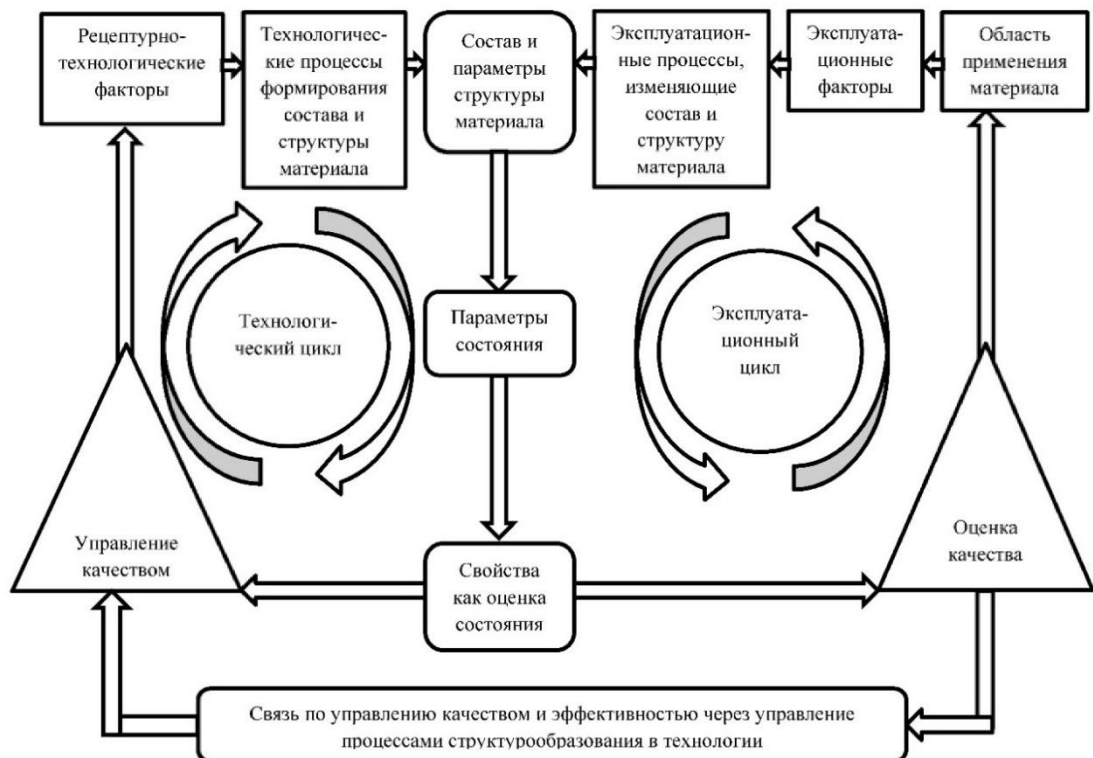 Рецептурно-
технологические
факторы
Технологичес-
кие процессы
формирования
состава и
структуры
материала
Состав и
параметры
структуры
материала
Эксплуатацион-
ные процессы,
изменяющие
состав и
структуру
материала
Эксплуата-
ционные
факторы
Область
применения
материала
Технологи-
ческий цикл
Параметры
состояния
Эксплуата-
ционный
цикл
Управление
качеством
Свойства
как оценка
состояния
Оценка
качества
Связь по управлению качеством и эффективностью через управление
процессами структурообразования в технологии